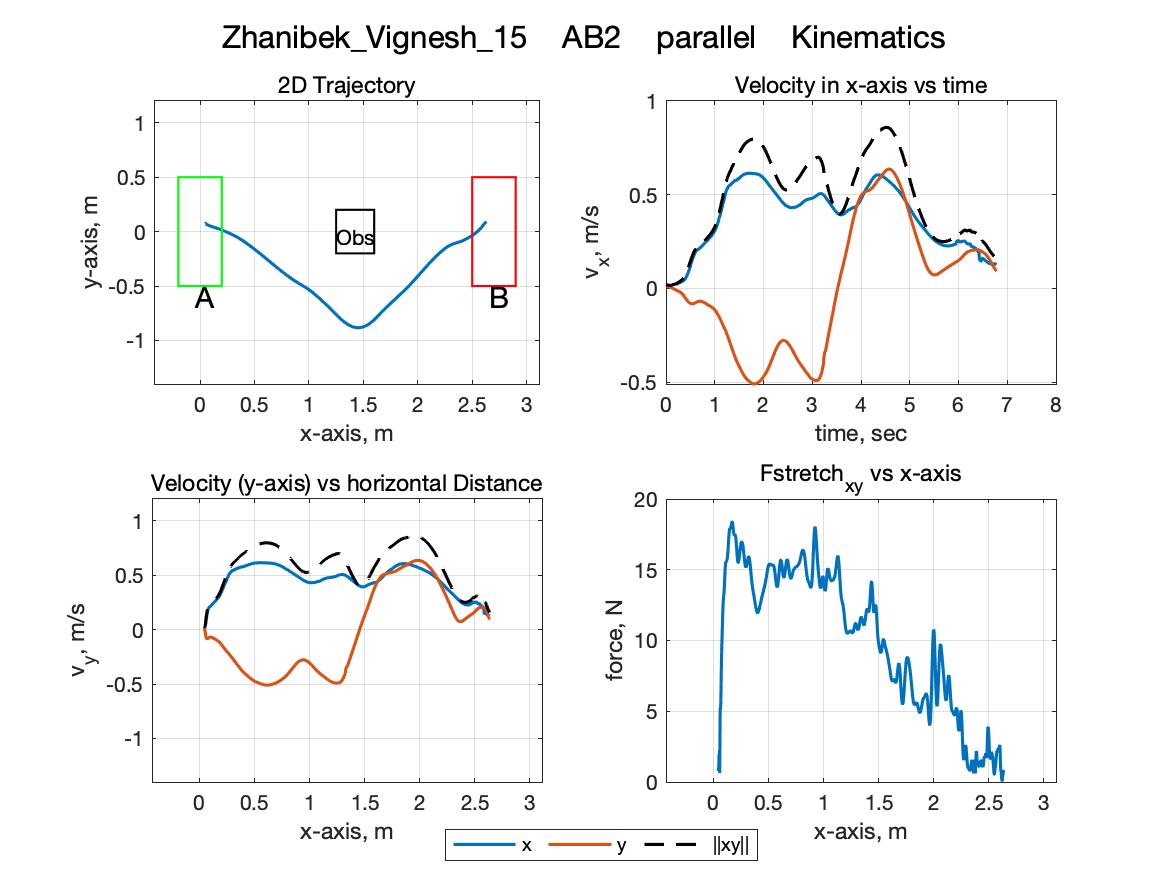 Zhanibek_Vignesh_15 AB2 parallel Kinematics
2D Trajectory
1
0.5
0
-0.5
-1
y-axis, m
A
Obs
B
0 0.5 1 1.5 2 2.5 3
x-axis, m
Velocity in x-axis vs time
1
0.5
0
-0.5
v_x, m/s
0 1 2 3 4 5 6 7 8
time, sec
Velocity (y-axis) vs horizontal Distance
1
0.5
0
-0.5
-1
v_y, m/s
0 0.5 1 1.5 2 2.5 3
x-axis, m
Fstretch_xy vs x-axis
20
15
10
5
0
force, N
0 0.5 1 1.5 2 2.5 3
x-axis, m
x y ||xy||